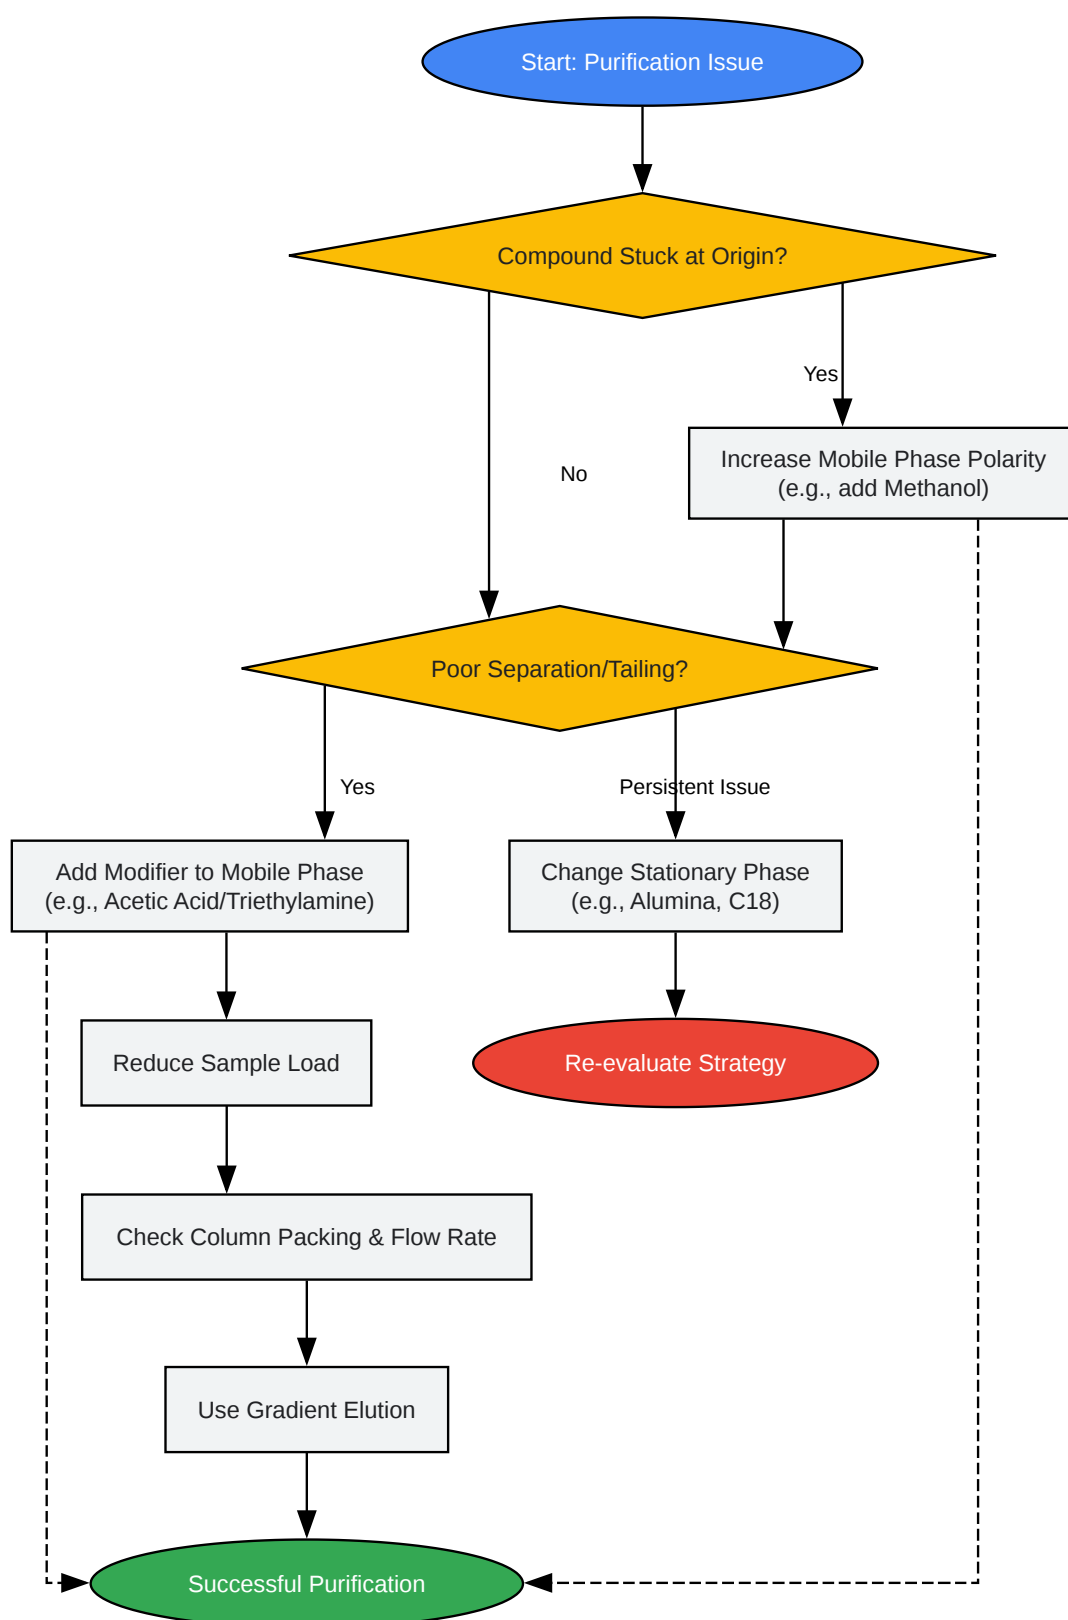 Start: Purification Issue
Compound Stuck at Origin?
Yes
Increase Mobile Phase Polarity
(e.g., add Methanol)
No
Poor Separation/Tailing?
Yes
Persistent Issue
Add Modifier to Mobile Phase
(e.g., Acetic Acid/Triethylamine)
Change Stationary Phase
(e.g., Alumina, C18)
Reduce Sample Load
Re-evaluate Strategy
Check Column Packing & Flow Rate
Use Gradient Elution
Successful Purification